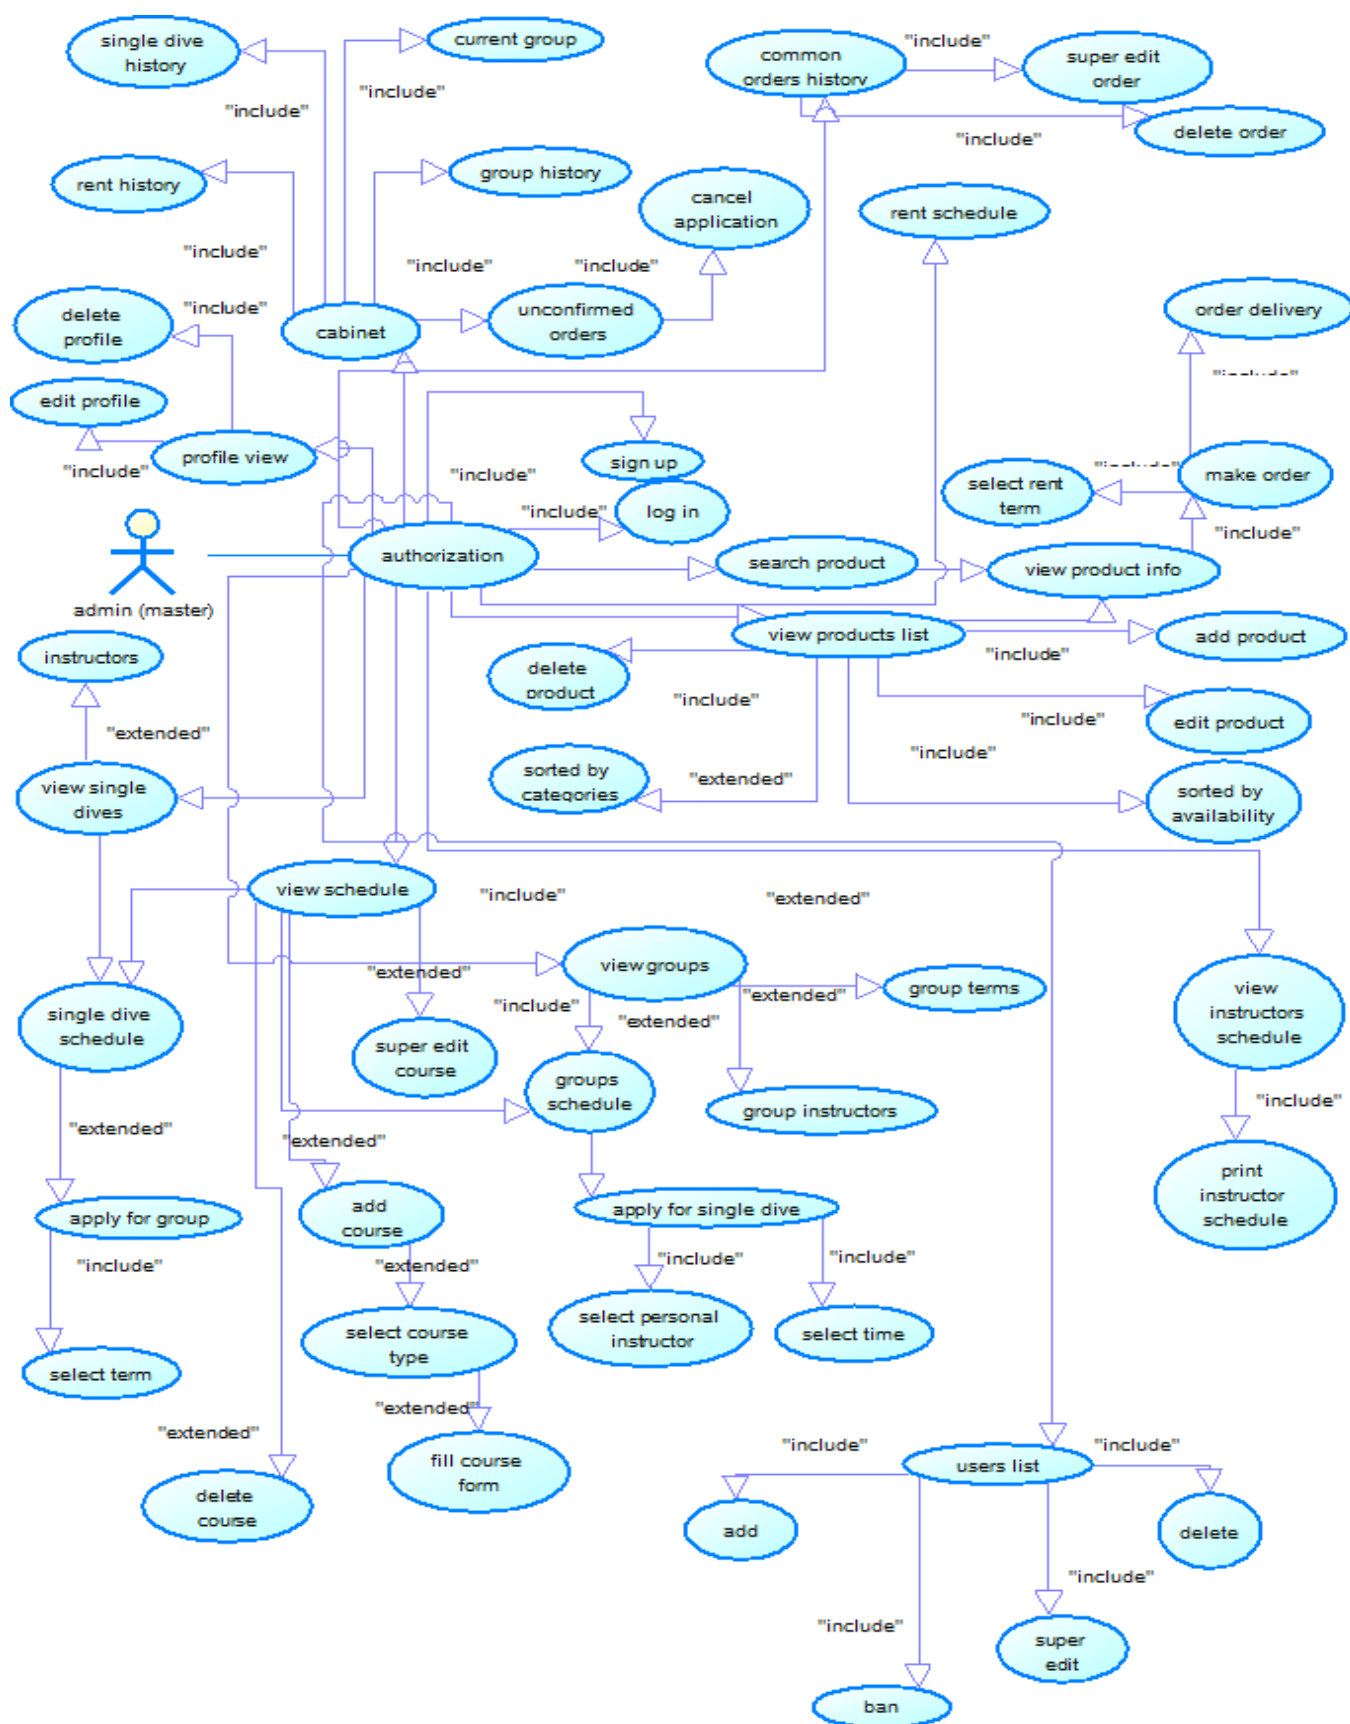 single dive
history
current group
common
orders history
"include"
super edit
order
"include"
"include"
"include"
delete order
rent history
group history
cancel
application
rent schedule
"include"
"include"
"include"
delete
profile
"include"
cabinet
unconfirmed
orders
order delivery
"include"
edit profile
profile view
"include"
sign up
"include"
"include"
make order
select rent
term
"include"
log in
"include"
authorization
search product
view product info
admin (master)
view products list
add product
instructors
delete
product
"include"
"include"
"include"
edit product
"extended"
"include"
view single
dives
sorted by
categories
"extended"
sorted by
availability
view schedule
"include"
"extended"
view groups
"extended"
group terms
"include"
"extended"
"extended"
single dive
schedule
super edit
course
groups
schedule
view
instructors
schedule
group instructors
"include"
"extended"
"extended"
print
instructor
schedule
apply for group
add
course
apply for single dive
"include"
"extended"
"include"
"include"
select course
type
select personal
instructor
select time
select term
"extended"
"extended"
fill course
form
"include"
users list
"include"
delete
course
add
delete
"include"
"include"
super
edit
ban